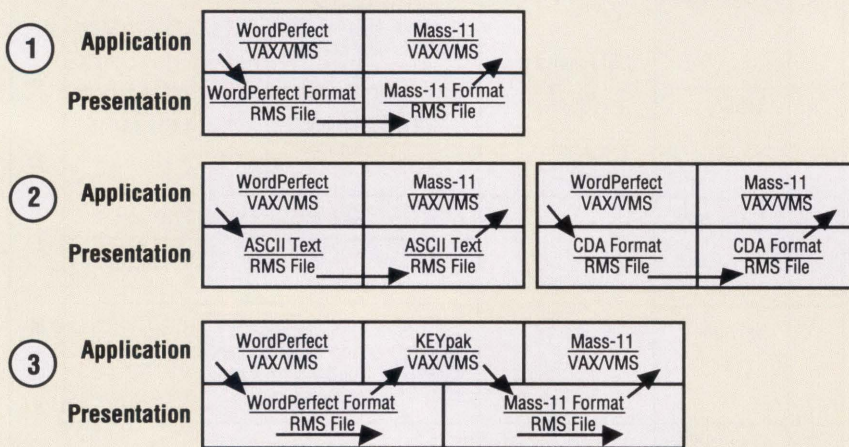 1
Application
WordPerfect
VAX/VMS
Mass-11
VAX/VMS
Presentation
WordPerfect Format
RMS File
Mass-11 Format
RMS File
2
Application
WordPerfect
VAX/VMS
Mass-11
VAX/VMS
WordPerfect
VAX/VMS
Mass-11
VAX/VMS
Presentation
ASCII Text
RMS File
ASCII Text
RMS File
CDA Format
RMS File
CDA Format
RMS File
3
Application
WordPerfect
VAX/VMS
KEYpak
VAX/VMS
Mass-11
VAX/VMS
Presentation
WordPerfect Format
RMS File
Mass-11 Format
RMS File